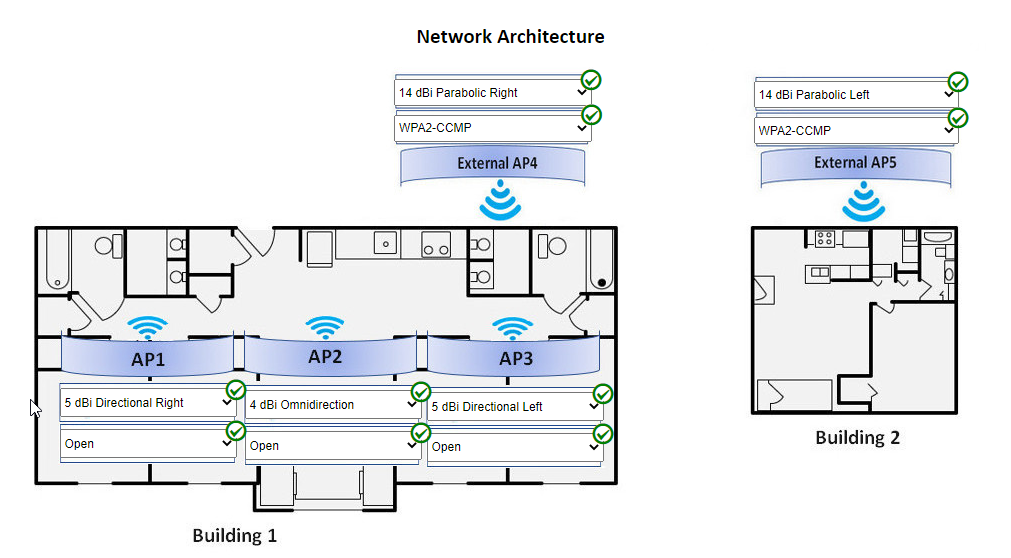 Network Architecture
14 dBi Parabolic Right
WPA2-CCMP
External AP4
14 dBi Parabolic Left
WPA2-CCMP
External AP5
AP1
AP2
AP3
5 dBi Directional Right
4 dBi Omnidirection
5 dBi Directional Left
Open
Open
Open
Building 2
Building 1